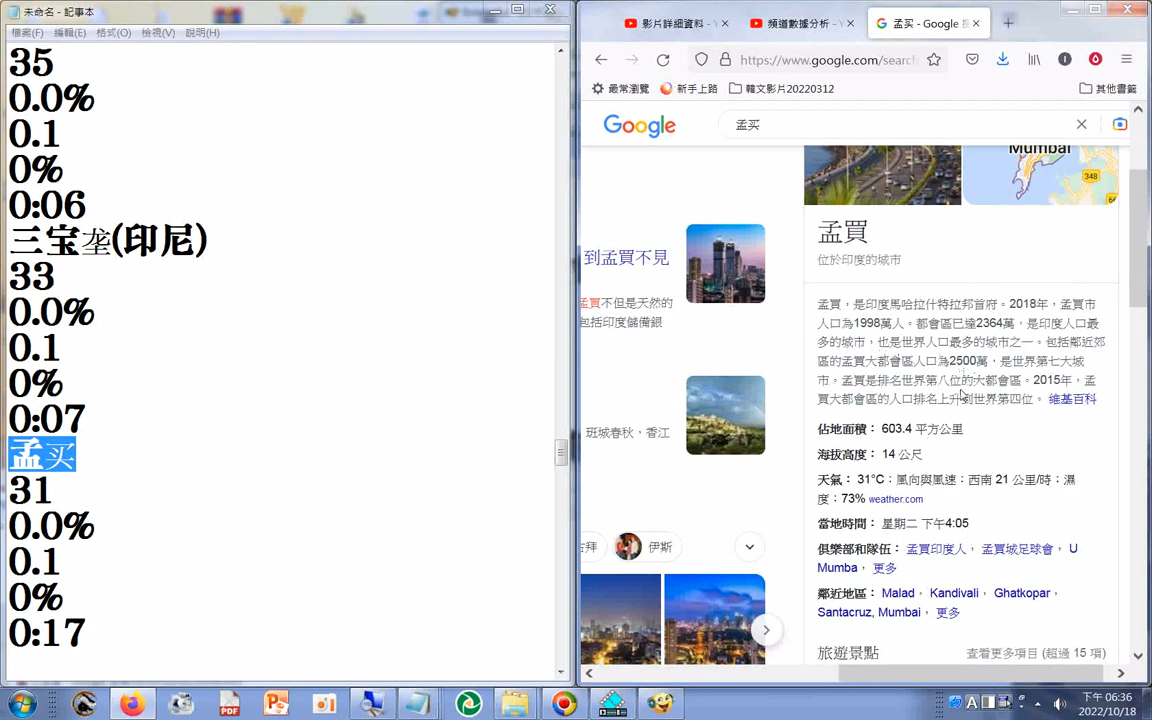 未命名 - 記事本
檔案(F) 編輯(E) 格式(O) 檢視(V) 說明(H)
35
0.0%
0.1
0%
0:06
三宝垄(印尼)
33
0.0%
0.1
0%
0:07
孟买
31
0.0%
0.1
0%
0:17
影片詳細資料 -
頻道數據分析 -
孟买 - Google
https://www.google.com/search
最常瀏覽 新手上路 韓文影片20220312 其他書籤
Google 孟买
Mumbai
348
到孟買不見
孟買不但是天然的
包括印度儲備銀
班城春秋，香江
古拜 伊斯
孟買
位於印度的城市
孟買，是印度馬哈拉什特拉邦首府。2018年，孟買市
人口為1998萬人。都會區已達2364萬，是印度人口最
多的城市，也是世界人口最多的城市之一。包括鄰近郊
區的孟買大都會區人口為2500萬，是世界第七大城
市。孟買是排名世界第八位的大都會區。2015年，孟
買大都會區的人口排名上升到世界第四位。 維基百科
佔地面積： 603.4 平方公里
海拔高度： 14 公尺
天氣： 31°C：風向與風速：西南 21 公里/時；濕
度：73% weather.com
當地時間： 星期二 下午4:05
俱樂部和隊伍： 孟買印度人， 孟買城足球會， U
Mumba， 更多
鄰近地區： Malad， Kandivali， Ghatkopar，
Santacruz, Mumbai， 更多
旅遊景點 查看更多項目 (超過 15 項)
下午 06:36
2022/10/18